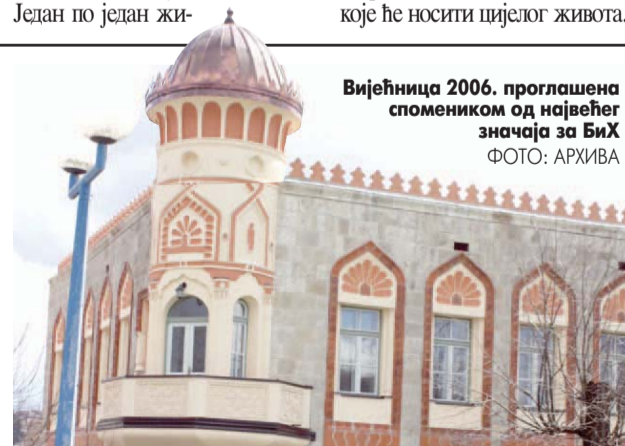 Један по један жи-
које ће носити цијелог живота.
Вијећница 2006. проглашена
спомеником од највећег
значаја за БиХ
ФОТО: АРХИВА